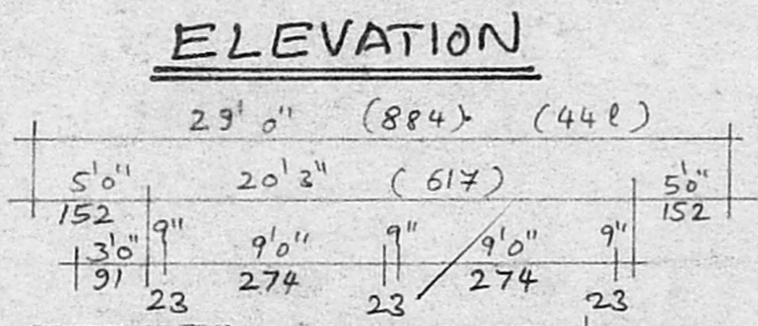 ELEVATION
29'0" (884) (44l)
5'0" 20'3" (617) 5'0"
152 152
3'0" 9" 9'0" 9" 9'0" 9"
91 23 274 23 274 23